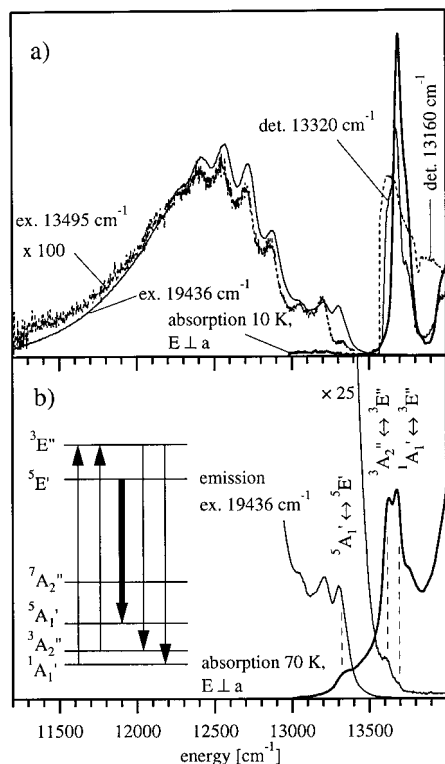 a)
det. 13320 cm⁻¹
det. 13160 cm⁻¹
ex. 13495 cm⁻¹
x 100
ex. 19436 cm⁻¹
absorption 10 K,
E ⊥ a
b)
× 25
³E"
⁵E'
⁷A₂"
⁵A₁'
³A₂"
¹A₁'
emission
ex. 19436 cm⁻¹
⁵A₁' ↔ ⁵E'
³A₂" ↔ ³E"
¹A₁' ↔ ³E"
absorption 70 K,
E ⊥ a
11500 12000 12500 13000 13500
energy [cm⁻¹]